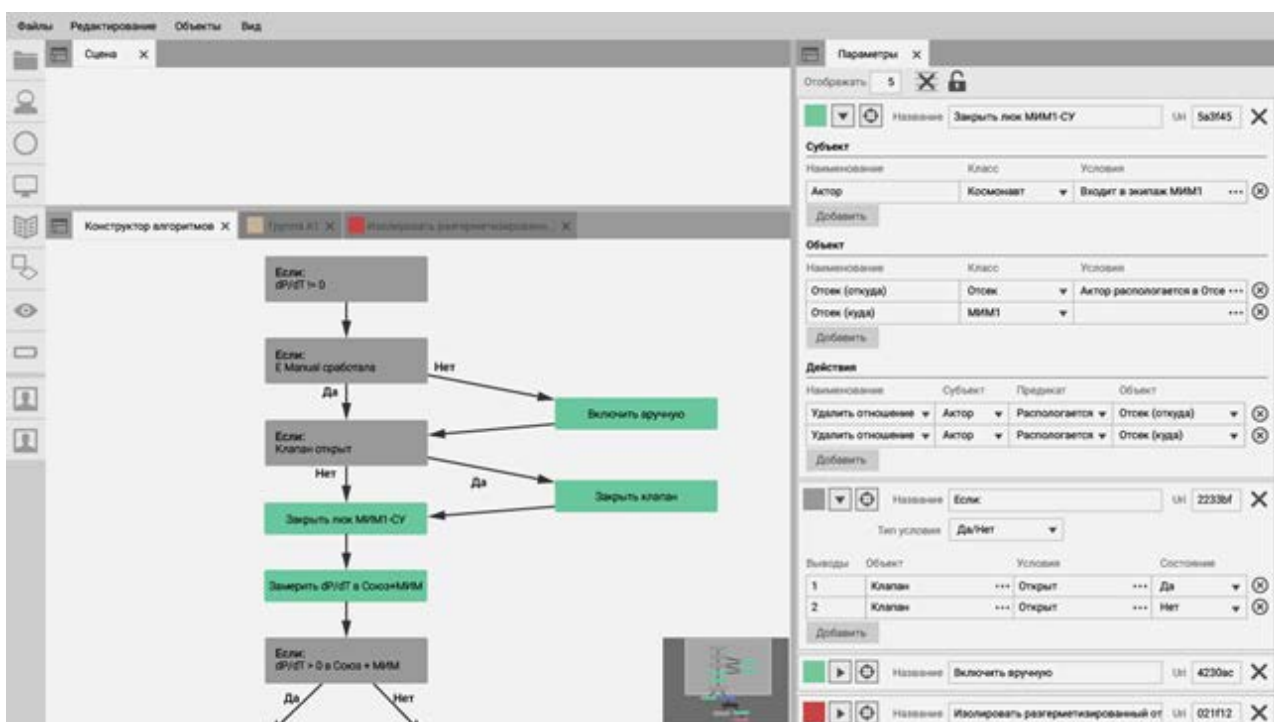 Файлы Редактирование Объекты Вид
Сцена
Конструктор алгоритмов Группа А1 Изолировать разгерметизированн...
Если:
dP/dT != 0
Если:
E Manual сработала
Нет
Да
Включить вручную
Если:
Клапан открыт
Нет
Да
Закрыть клапан
Закрыть люк МИМ1-СУ
Замерить dP/dT в Союз+МИМ
Если:
dP/dT > 0 в Союз + МИМ
Да
Нет
Параметры
Отображать 5
Название Закрыть люк МИМ1-СУ Uri 5a3f45
Субъект
Наименование Класс Условия
Актор Космонавт Входит в экипаж МИМ1 ...
Добавить
Объект
Наименование Класс Условия
Отсек (откуда) Отсек Актор распологается в Отсе ...
Отсек (куда) МИМ1 ...
Добавить
Действия
Наименование Субъект Предикат Объект
Удалить отношение Актор Распологается Отсек (откуда)
Удалить отношение Актор Распологается Отсек (куда)
Добавить
Название Если: Uri 2233bf
Тип условия Да/Нет
Выводы Объект Условия Состояние
1 Клапан ... Открыт ... Да
2 Клапан ... Открыт ... Нет
Добавить
Название Включить вручную Uri 4230ac
Название Изолировать разгерметизированный от Uri 021f12